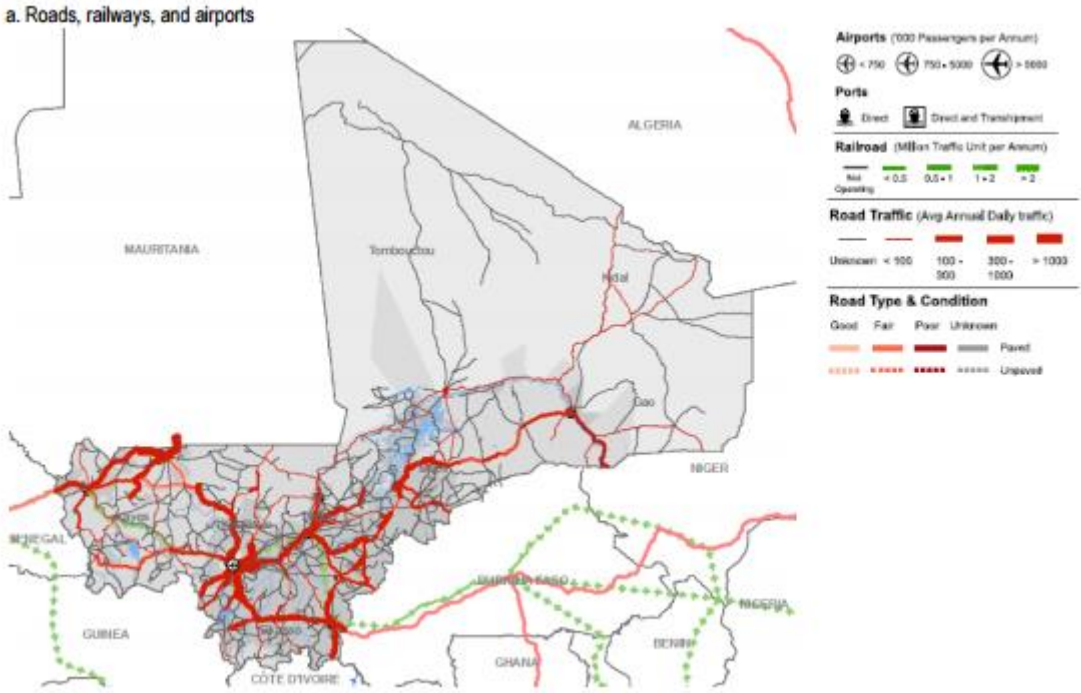 a. Roads, railways, and airports
Airports ('000 Passengers per Annum)
< 750 750 - 5000 > 5000
Ports
Direct Direct and Transhipment
Railroad (Million Traffic Unit per Annum)
Not Operating < 0.5 0.5 - 1 1 - 2 > 2
Road Traffic (Avg Annual Daily traffic)
Unknown < 100 100 - 300 300 - 1000 > 1000
Road Type & Condition
Good Fair Poor Unknown
Paved
Unpaved
ALGERIA
MAURITANIA
Tombouctou
Kidal
Gao
NIGER
SENEGAL
BURKINA FASO
NIGERIA
GUINEA
BENIN
GHANA
CÔTE D'IVOIRE